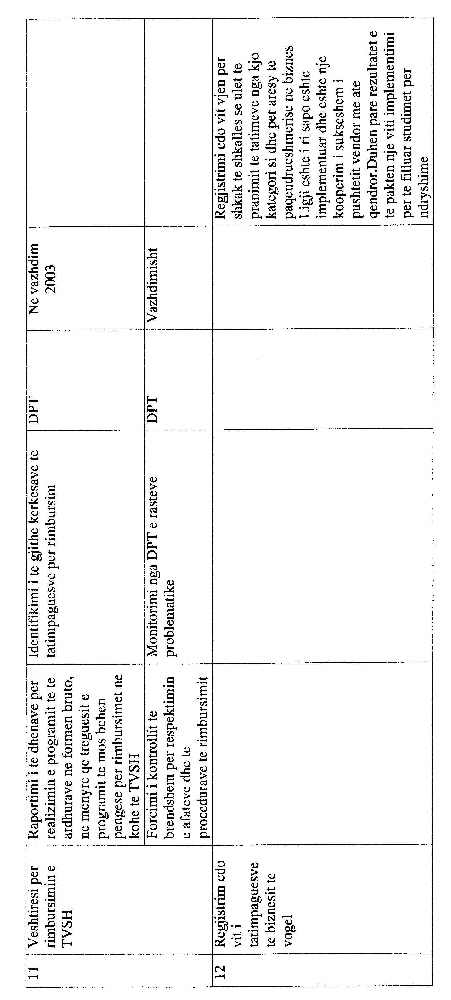 11
Veshtiresi per
rimbursimin e
TVSH
Raportimi i te dhenave per
realizimin e programit te te
ardhurave ne formen bruto,
ne menyre qe treguesit e
programit te mos behen
pengese per rimbursimet ne
kohe te TVSH
Identifikimi i te gjithe kerkesave te
tatimpaguesve per rimbursim
DPT
Ne vazhdim
2003
Forcimi i kontrollit te
brendshem per respektimin
e afateve dhe te
procedurave te rimbursimit
Monitorimi nga DPT e rasteve
problematike
DPT
Vazhdimisht
12
Regjistrim cdo
vit i
tatimpaguesve
te biznesit te
vogel
Regjistrimi cdo vit vjen per
shkak te shkalles se ulet te
pranimit te tatimeve nga kjo
kategori si dhe per aresy te
paqendrueshmerise ne biznes
Ligji eshte i ri sapo eshte
implementuar dhe eshte nje
kooperim i sukseshem i
pushtetit vendor me ate
qendror.Duhen pare rezultatet e
te pakten nje viti implementimi
per te filluar studimet per
ndryshime